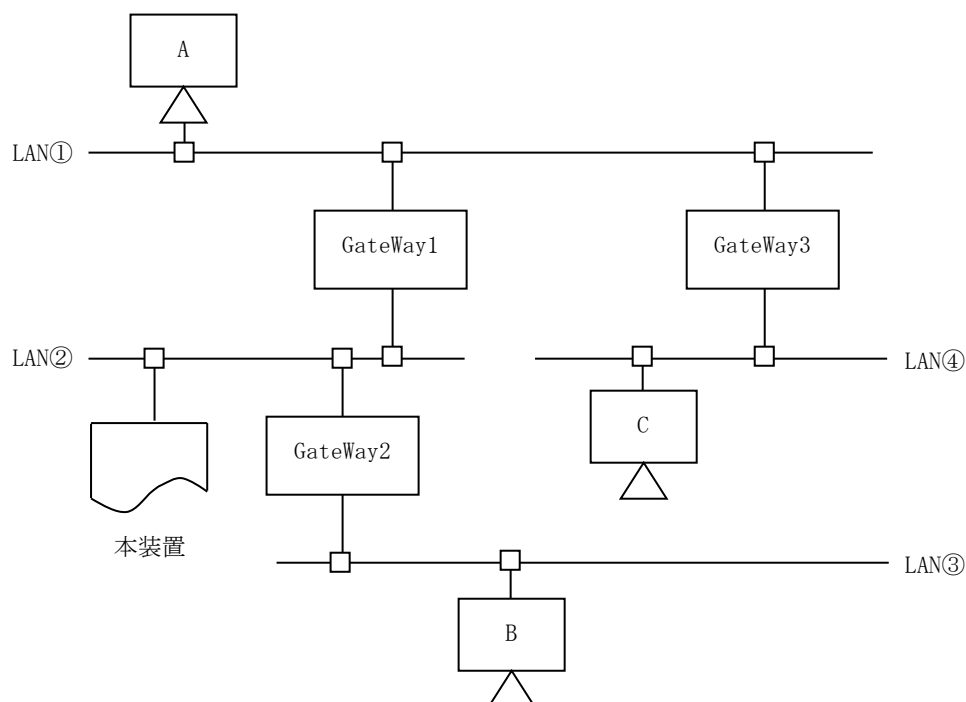 A
LAN①
GateWay1
GateWay3
LAN②
LAN④
C
GateWay2
本装置
LAN③
B